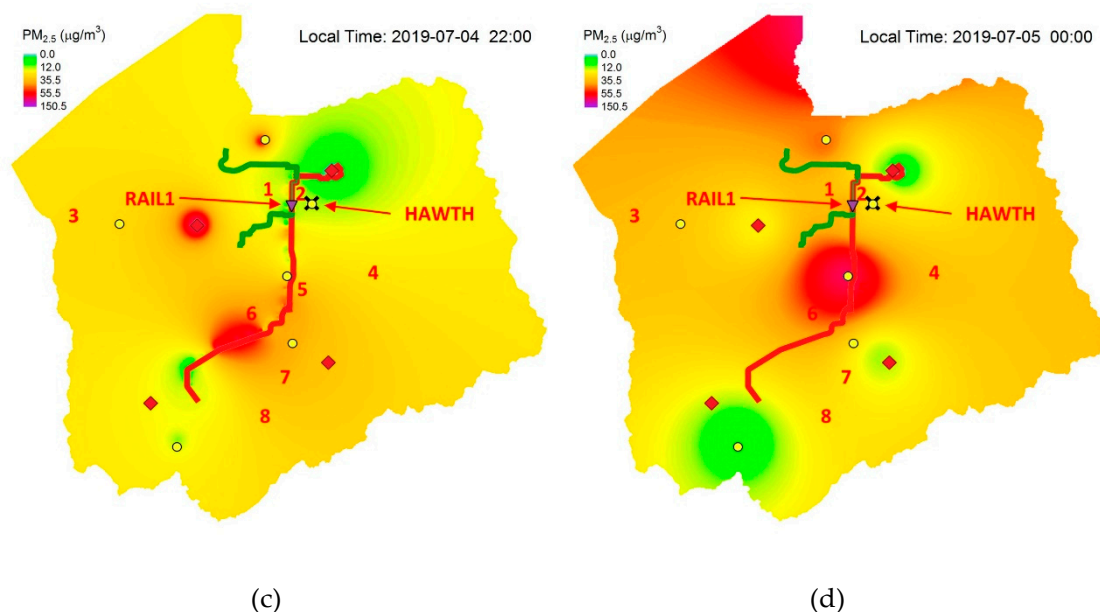 PM2.5 (µg/m³)
Local Time: 2019-07-04 22:00
0.0
12.0
35.5
55.5
150.5
1
2
RAIL1
HAWTH
3
4
5
6
7
8
(c)
PM2.5 (µg/m³)
Local Time: 2019-07-05 00:00
0.0
12.0
35.5
55.5
150.5
1
2
RAIL1
HAWTH
3
4
6
7
8
(d)